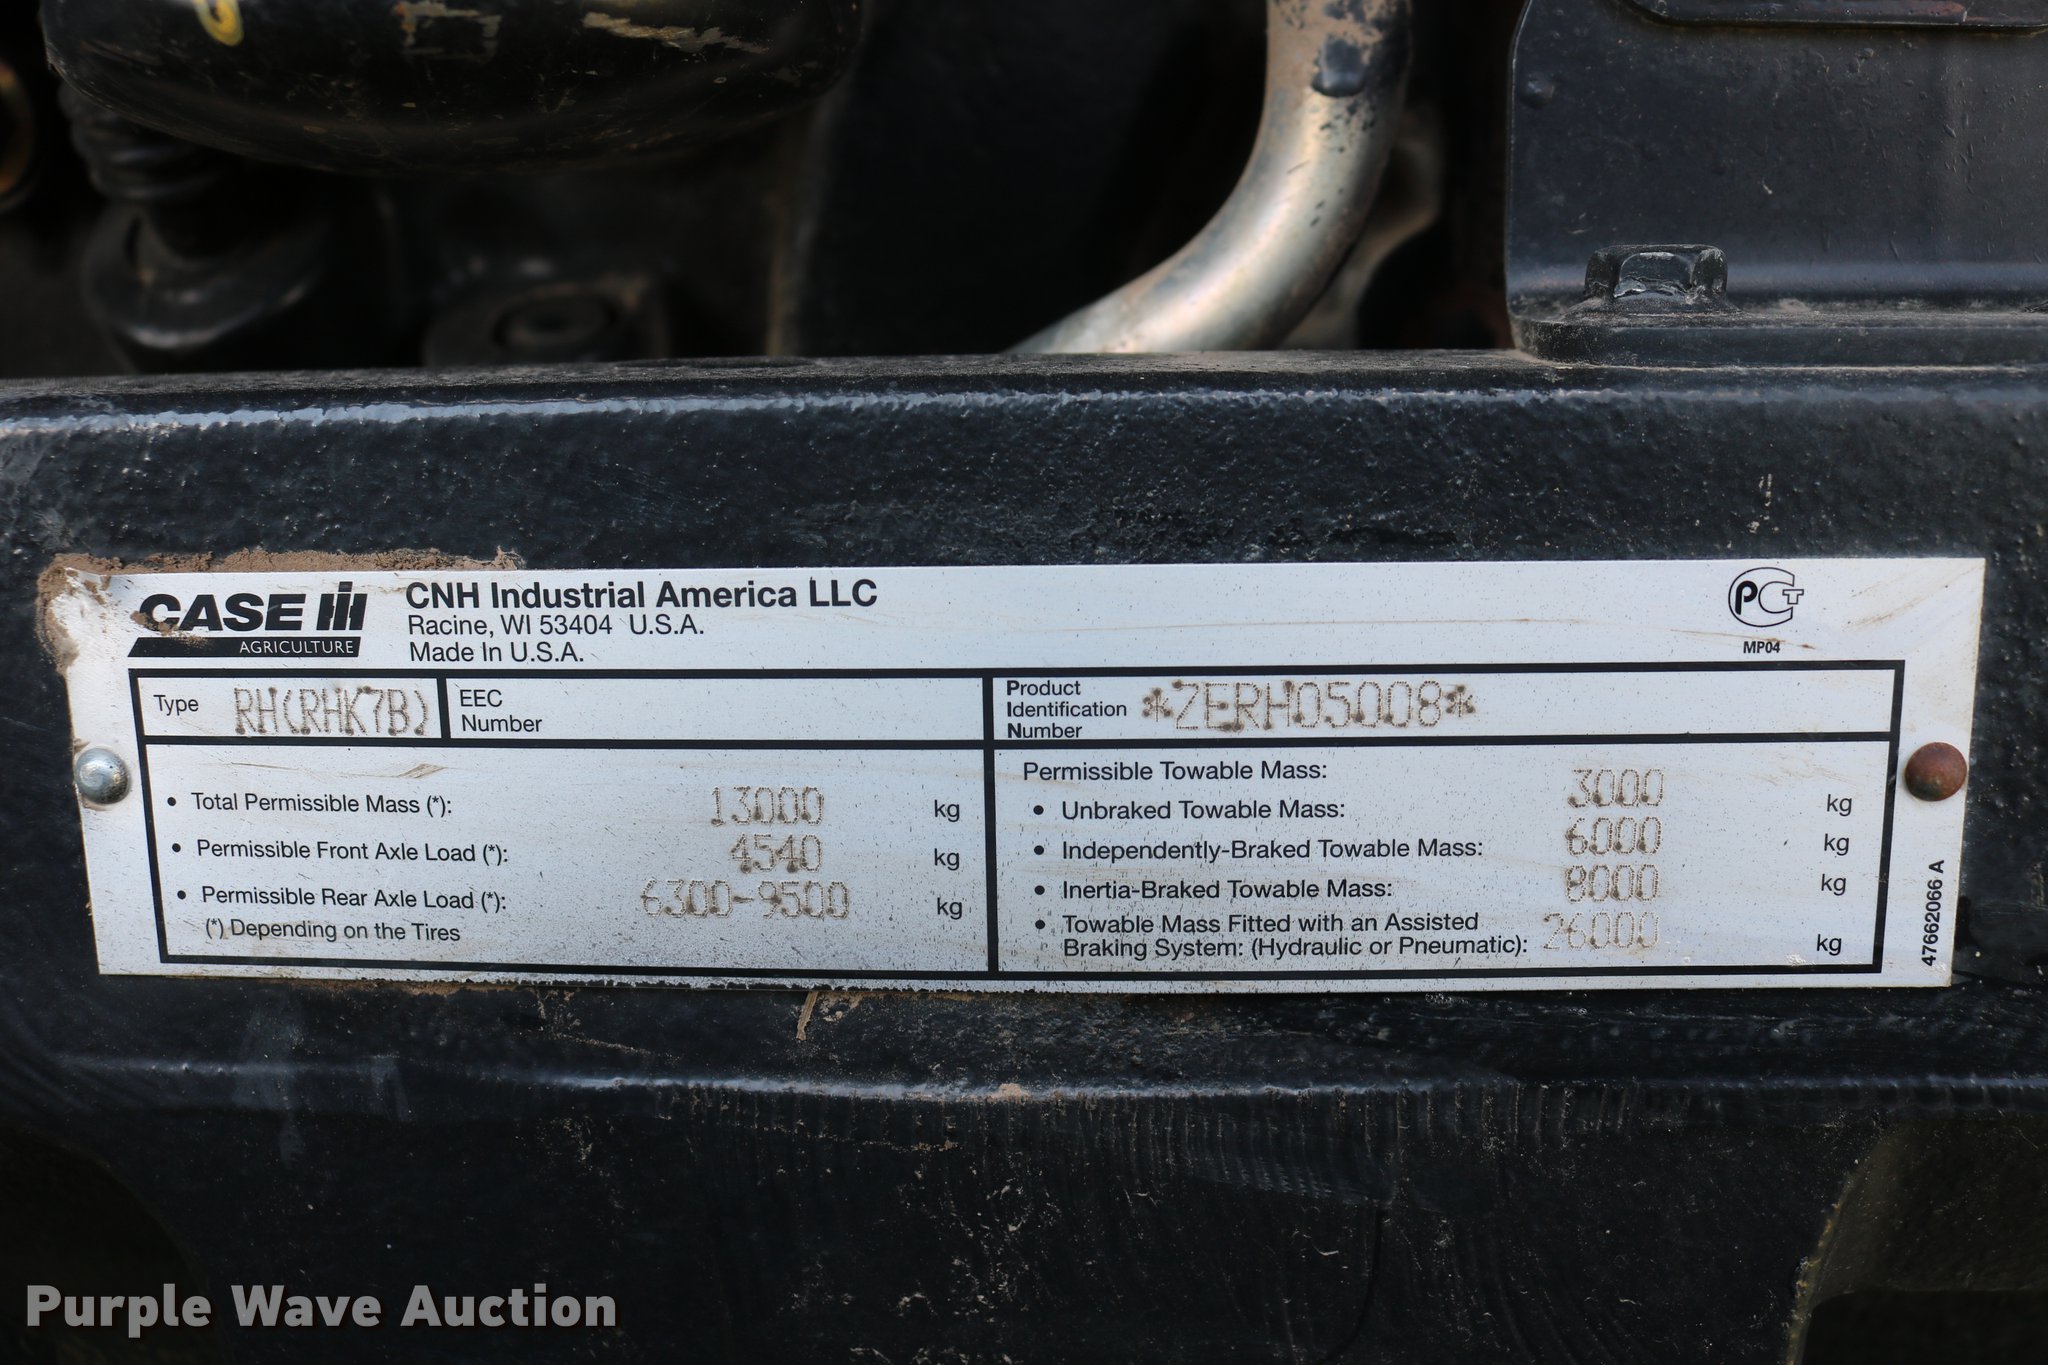 CASE IH
AGRICULTURE
CNH Industrial America LLC
Racine, WI 53404 U.S.A.
Made In U.S.A.
PCT
MP04
Type RH(RHK7B)
EEC
Number
Product
Identification
Number
*ZERH05008*
• Total Permissible Mass (*): 13000 kg
• Permissible Front Axle Load (*): 4540 kg
• Permissible Rear Axle Load (*): 6300-9500 kg
(*) Depending on the Tires
Permissible Towable Mass:
• Unbraked Towable Mass: 3000 kg
• Independently-Braked Towable Mass: 6000 kg
• Inertia-Braked Towable Mass: 8000 kg
• Towable Mass Fitted with an Assisted
Braking System: (Hydraulic or Pneumatic): 26000 kg
47662066 A
Purple Wave Auction